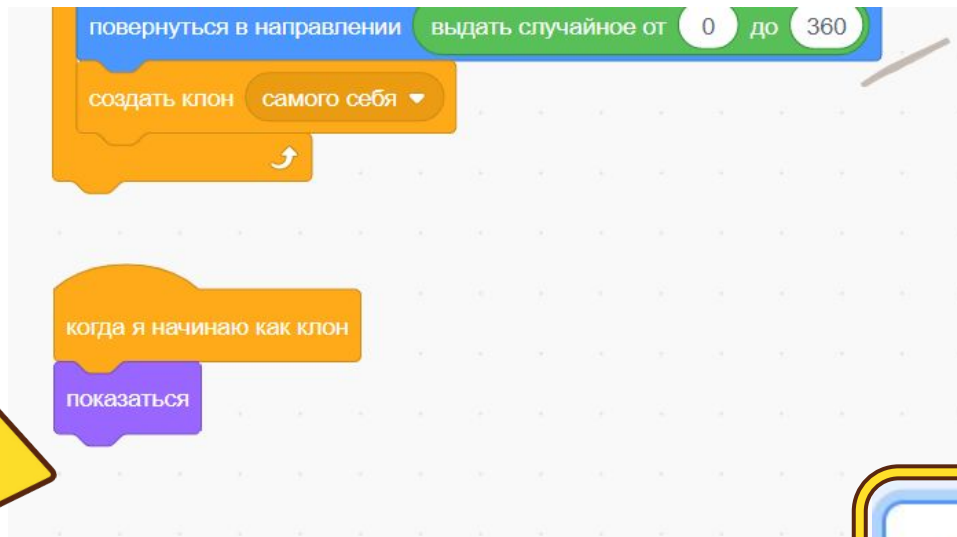 повернуться в направлении выдать случайное от 0 до 360
создать клон самого себя
когда я начинаю как клон
показаться